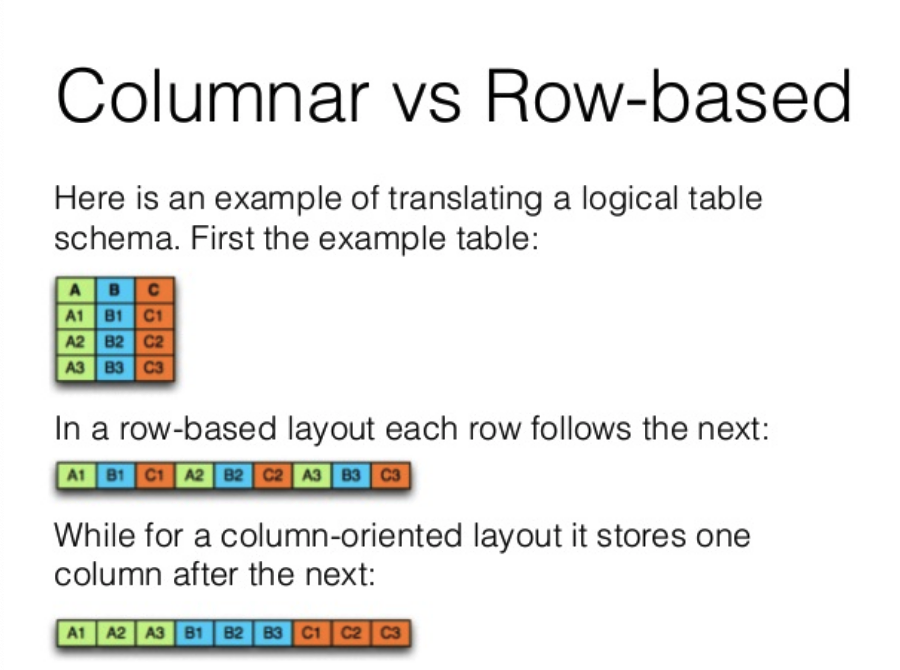 Columnar vs Row-based
Here is an example of translating a logical table
schema. First the example table:
A B C
A1 B1 C1
A2 B2 C2
A3 B3 C3
In a row-based layout each row follows the next:
A1 B1 C1 A2 B2 C2 A3 B3 C3
While for a column-oriented layout it stores one
column after the next:
A1 A2 A3 B1 B2 B3 C1 C2 C3